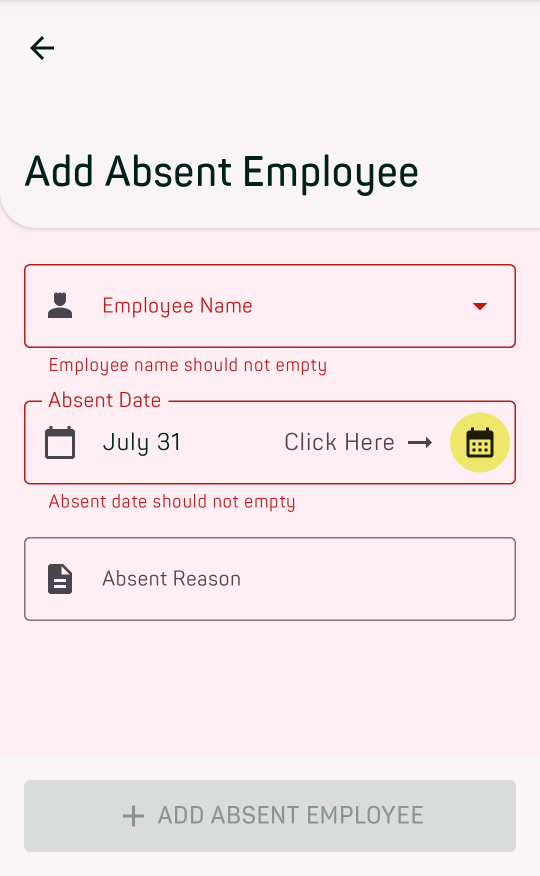 Add Absent Employee
Employee Name
Employee name should not empty
Absent Date
July 31 Click Here →
Absent date should not empty
Absent Reason
+ ADD ABSENT EMPLOYEE